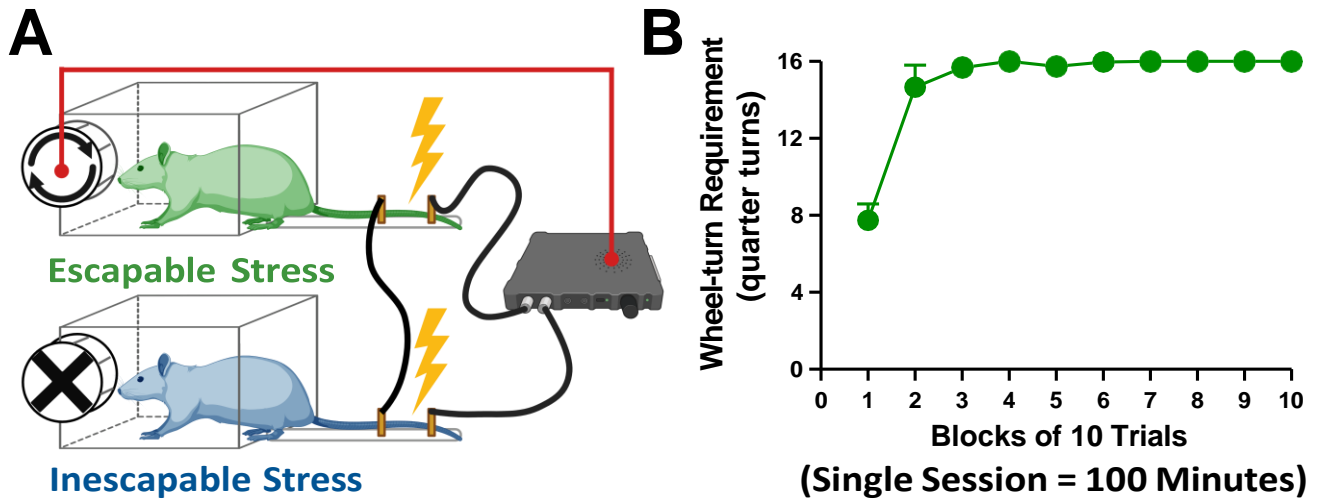 A
Escapable Stress
Inescapable Stress
B
Wheel-turn Requirement
(quarter turns)
16
12
8
4
0
0 1 2 3 4 5 6 7 8 9 10
Blocks of 10 Trials
(Single Session = 100 Minutes)